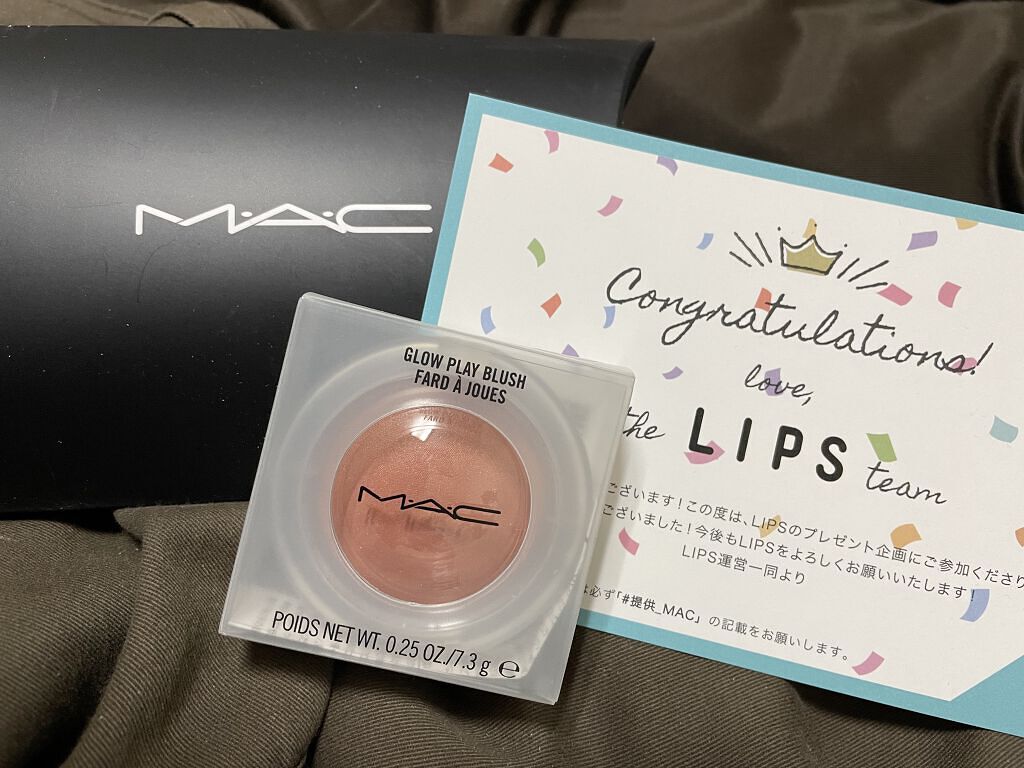 M·A·C
GLOW PLAY BLUSH
FARD À JOUES
M·A·C
POIDS NET WT. 0.25 OZ./7.3 g ℮
Congratulations!
love,
the LIPS team
ございます！この度は、LIPSのプレゼント企画にご参加くださり
ございました！今後もLIPSをよろしくお願いいたします！
LIPS運営一同より
必ず「#提供_MAC」の記載をお願いします。